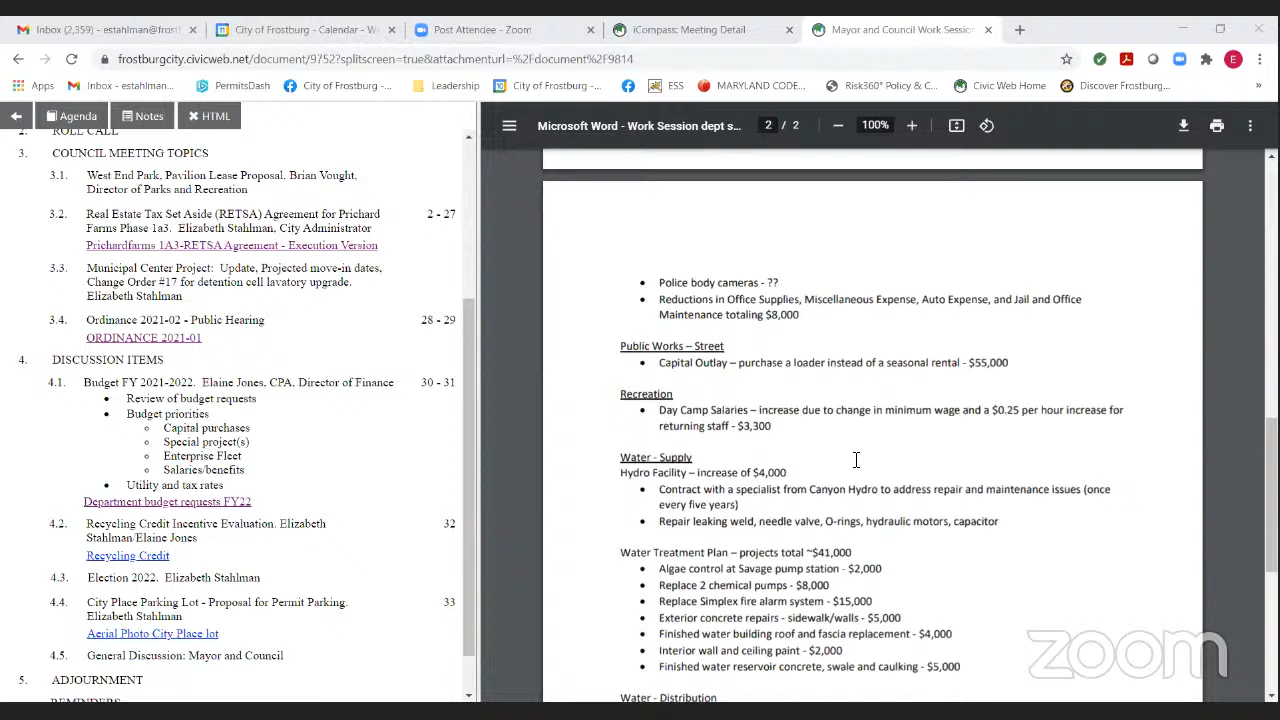 Inbox (2,359) - estahlman@frostl
City of Frostburg - Calendar - We
Post Attendee - Zoom
iCompass: Meeting Detail
Mayor and Council Work Session
frostburgcity.civicweb.net/document/9752?splitscreen=true&attachmenturl=%2Fdocument%2F9814
E
Apps
Inbox - estahlman...
PermitsDash
City of Frostburg -...
Leadership
City of Frostburg -...
ESS
MARYLAND CODE...
Risk360° Policy & C...
Civic Web Home
Discover Frostburg...
»
Agenda
Notes
HTML
Microsoft Word - Work Session dept s...
2 / 2
100%
2. ROLL CALL
3. COUNCIL MEETING TOPICS
3.1. West End Park, Pavilion Lease Proposal. Brian Vought,
Director of Parks and Recreation
3.2. Real Estate Tax Set Aside (RETSA) Agreement for Prichard 2 - 27
Farms Phase 1a3. Elizabeth Stahlman, City Administrator
Prichardfarms 1A3-RETSA Agreement - Execution Version
3.3. Municipal Center Project: Update, Projected move-in dates,
Change Order #17 for detention cell lavatory upgrade.
Elizabeth Stahlman
3.4. Ordinance 2021-02 - Public Hearing 28 - 29
ORDINANCE 2021-01
4. DISCUSSION ITEMS
4.1. Budget FY 2021-2022. Elaine Jones, CPA, Director of Finance 30 - 31
• Review of budget requests
• Budget priorities
○ Capital purchases
○ Special project(s)
○ Enterprise Fleet
○ Salaries/benefits
• Utility and tax rates
Department budget requests FY22
4.2. Recycling Credit Incentive Evaluation. Elizabeth 32
Stahlman/Elaine Jones
Recycling Credit
4.3. Election 2022. Elizabeth Stahlman
4.4. City Place Parking Lot - Proposal for Permit Parking. 33
Elizabeth Stahlman
Aerial Photo City Place lot
4.5. General Discussion: Mayor and Council
5. ADJOURNMENT
REMINDERS
• Police body cameras - ??
• Reductions in Office Supplies, Miscellaneous Expense, Auto Expense, and Jail and Office
Maintenance totaling $8,000
Public Works – Street
• Capital Outlay – purchase a loader instead of a seasonal rental - $55,000
Recreation
• Day Camp Salaries – increase due to change in minimum wage and a $0.25 per hour increase for
returning staff - $3,300
Water - Supply
Hydro Facility – increase of $4,000
• Contract with a specialist from Canyon Hydro to address repair and maintenance issues (once
every five years)
• Repair leaking weld, needle valve, O-rings, hydraulic motors, capacitor
Water Treatment Plan – projects total ~$41,000
• Algae control at Savage pump station - $2,000
• Replace 2 chemical pumps - $8,000
• Replace Simplex fire alarm system - $15,000
• Exterior concrete repairs - sidewalk/walls - $5,000
• Finished water building roof and fascia replacement - $4,000
• Interior wall and ceiling paint - $2,000
• Finished water reservoir concrete, swale and caulking - $5,000
Water - Distribution
zoom